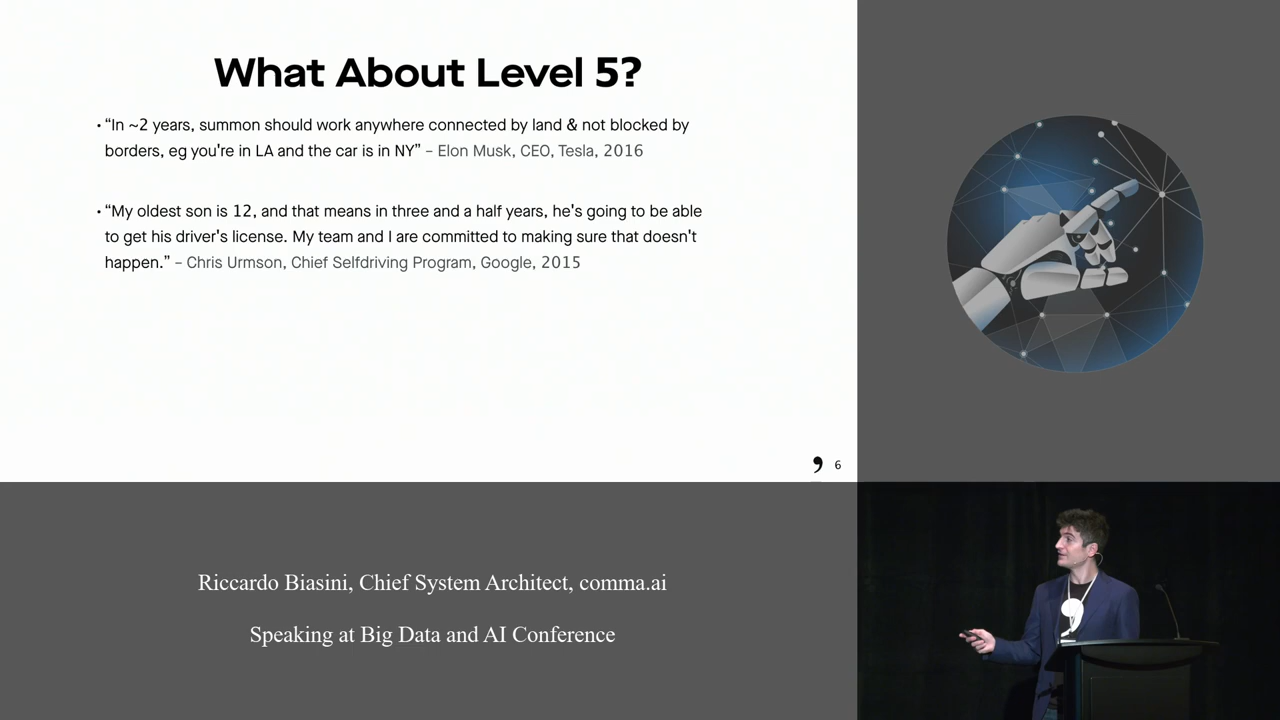 What About Level 5?
• “In ~2 years, summon should work anywhere connected by land & not blocked by
borders, eg you're in LA and the car is in NY” – Elon Musk, CEO, Tesla, 2016
• “My oldest son is 12, and that means in three and a half years, he's going to be able
to get his driver's license. My team and I are committed to making sure that doesn't
happen.” – Chris Urmson, Chief Selfdriving Program, Google, 2015
6
Riccardo Biasini, Chief System Architect, comma.ai
Speaking at Big Data and AI Conference